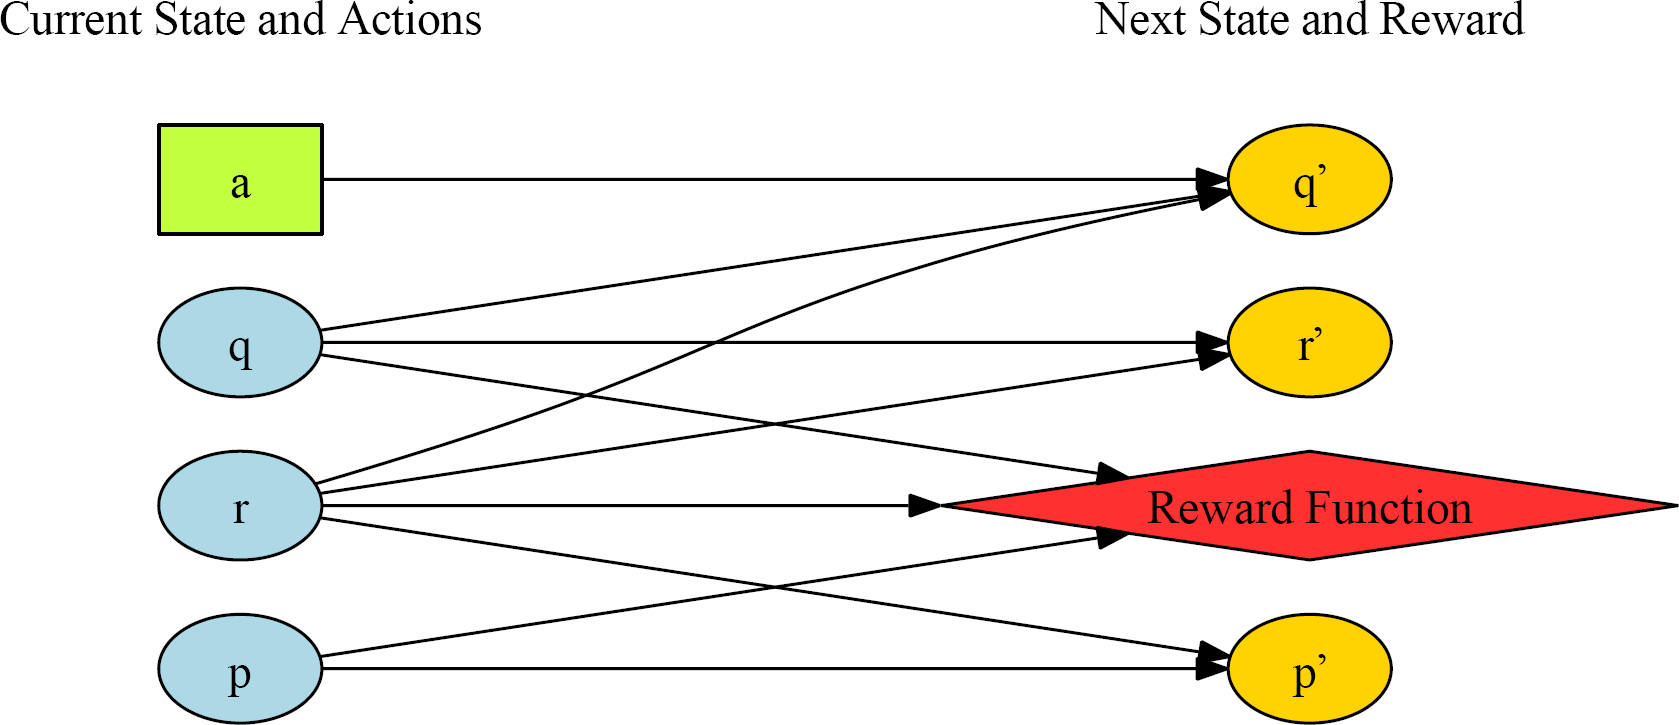 Current State and Actions
Next State and Reward
a
q’
q
r’
r
Reward Function
p
p’